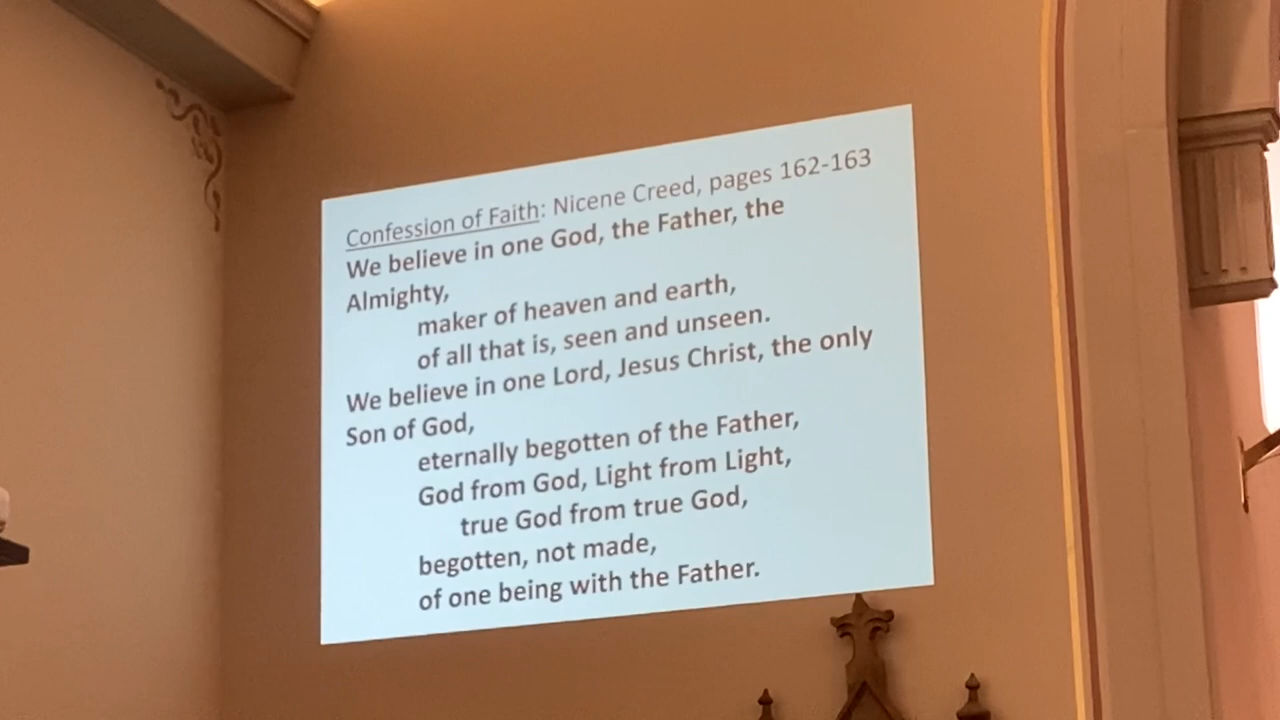 Confession of Faith: Nicene Creed, pages 162-163
We believe in one God, the Father, the
Almighty,
maker of heaven and earth,
of all that is, seen and unseen.
We believe in one Lord, Jesus Christ, the only
Son of God,
eternally begotten of the Father,
God from God, Light from Light,
true God from true God,
begotten, not made,
of one being with the Father.